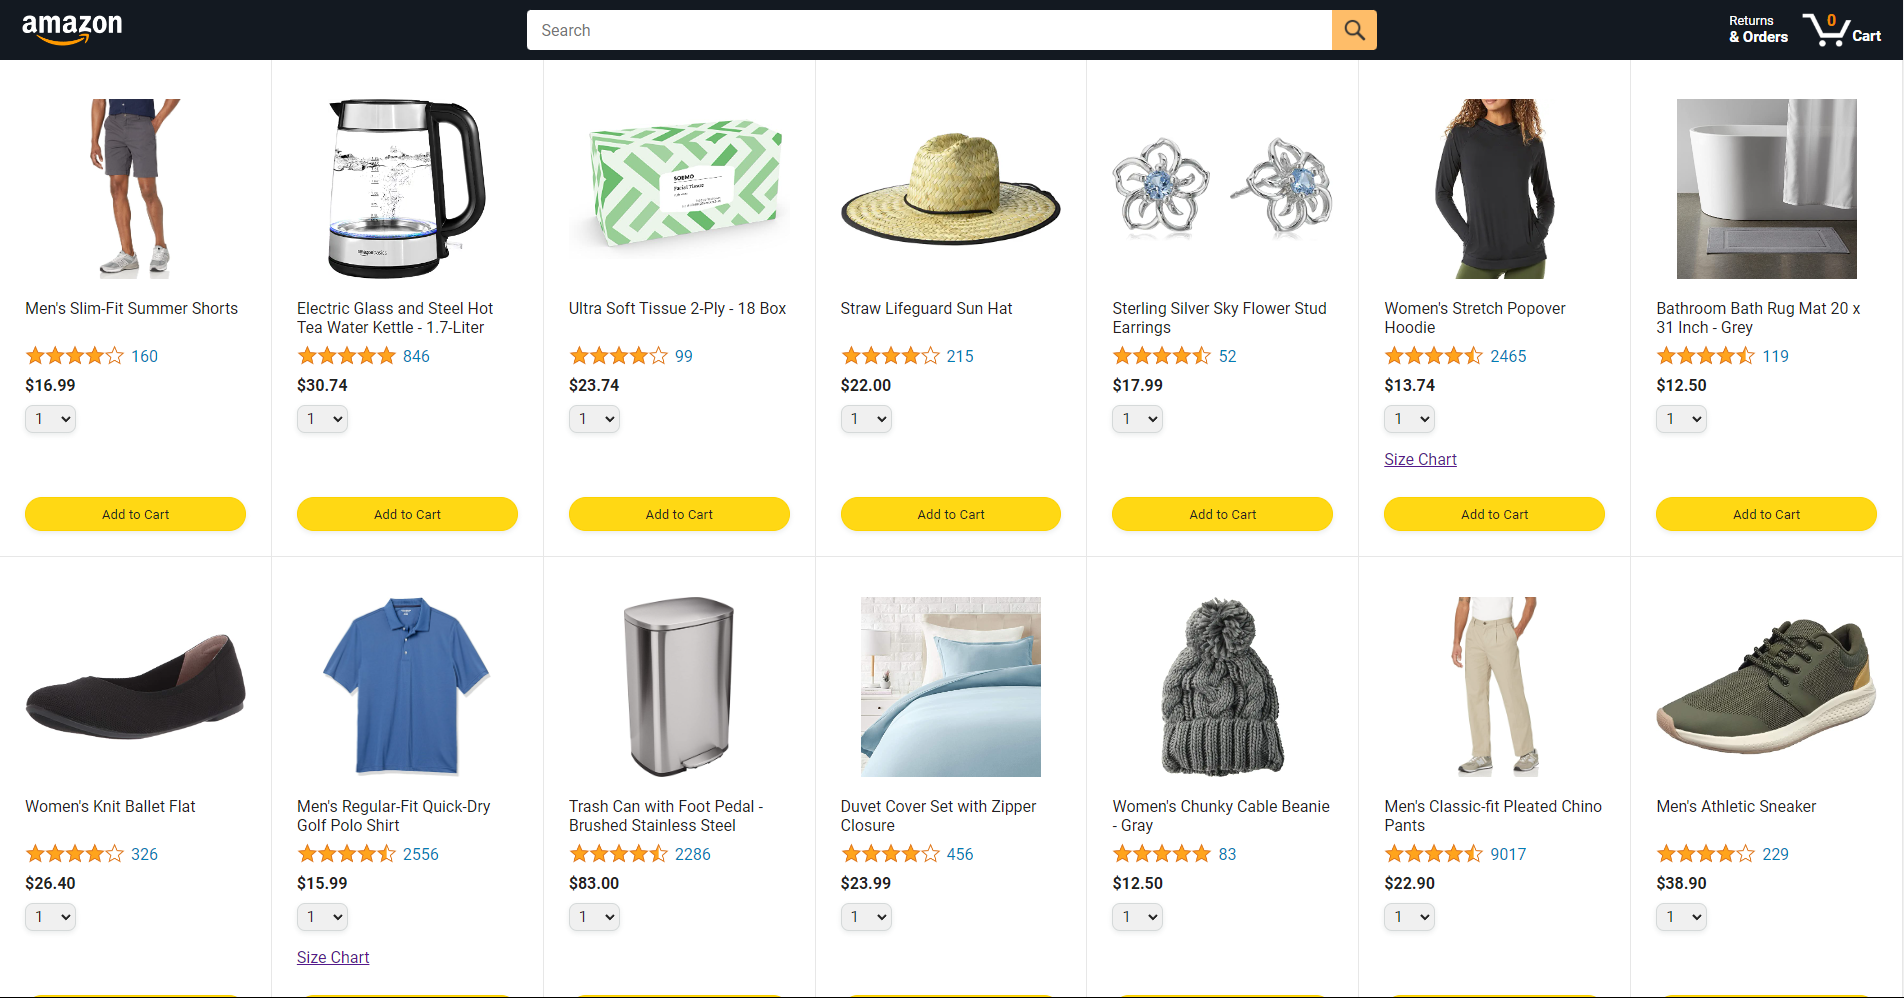 amazon
Search
Returns
& Orders
0
Cart
SOEMO
Facial Tissue
amazonbasics
Men's Slim-Fit Summer Shorts
160
$16.99
1
Add to Cart
Electric Glass and Steel Hot
Tea Water Kettle - 1.7-Liter
846
$30.74
1
Add to Cart
Ultra Soft Tissue 2-Ply - 18 Box
99
$23.74
1
Add to Cart
Straw Lifeguard Sun Hat
215
$22.00
1
Add to Cart
Sterling Silver Sky Flower Stud
Earrings
52
$17.99
1
Add to Cart
Women's Stretch Popover
Hoodie
2465
$13.74
1
Size Chart
Add to Cart
Bathroom Bath Rug Mat 20 x
31 Inch - Grey
119
$12.50
1
Add to Cart
Women's Knit Ballet Flat
326
$26.40
1
Men's Regular-Fit Quick-Dry
Golf Polo Shirt
2556
$15.99
1
Size Chart
Trash Can with Foot Pedal -
Brushed Stainless Steel
2286
$83.00
1
Duvet Cover Set with Zipper
Closure
456
$23.99
1
Women's Chunky Cable Beanie
- Gray
83
$12.50
1
Men's Classic-fit Pleated Chino
Pants
9017
$22.90
1
Men's Athletic Sneaker
229
$38.90
1